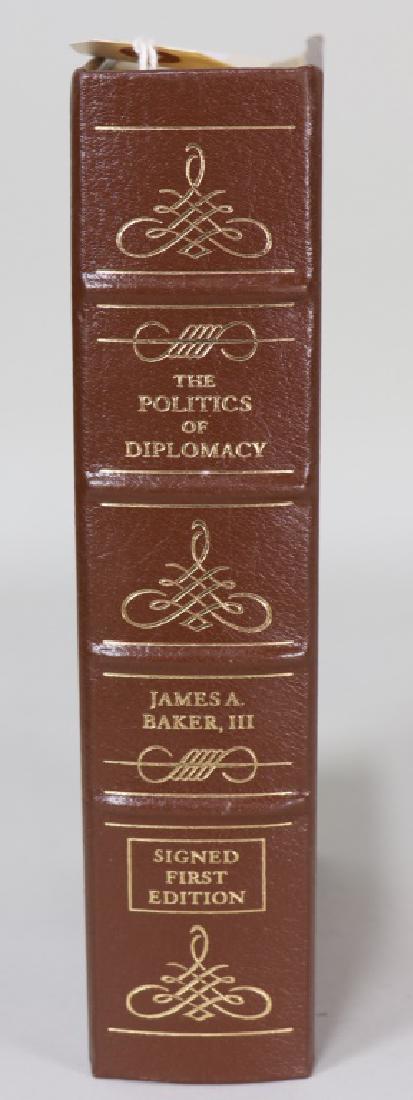 THE
POLITICS
OF
DIPLOMACY
JAMES A.
BAKER, III
SIGNED
FIRST
EDITION